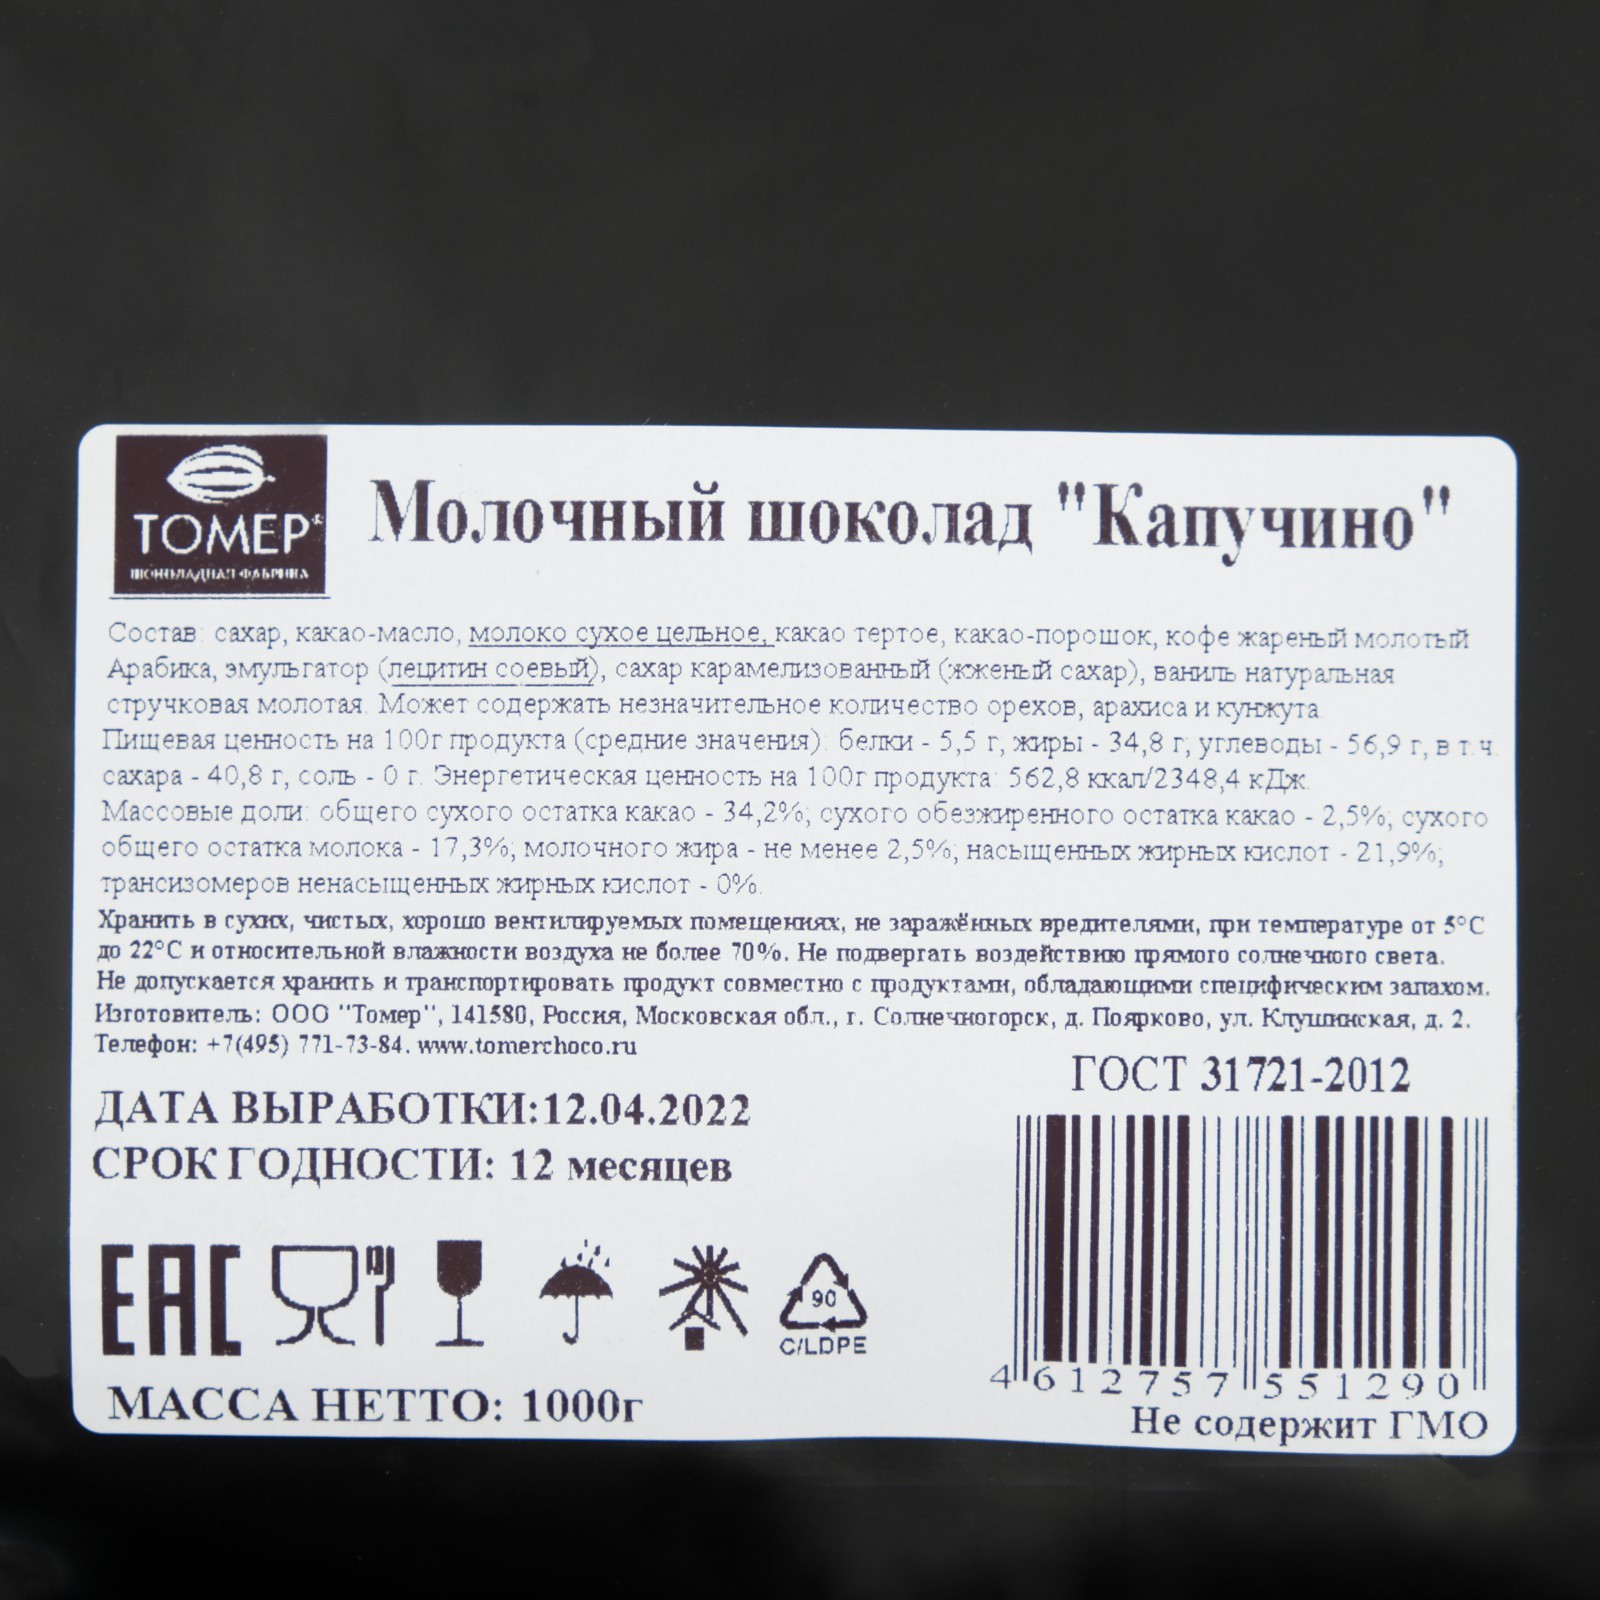 ТОМЕР
ШОКОЛАДНАЯ ФАБРИКА
Молочный шоколад "Капучино"
Состав: сахар, какао-масло, молоко сухое цельное, какао тертое, какао-порошок, кофе жареный молотый
Арабика, эмульгатор (лецитин соевый), сахар карамелизованный (жженый сахар), ваниль натуральная
стручковая молотая. Может содержать незначительное количество орехов, арахиса и кунжута.
Пищевая ценность на 100г продукта (средние значения): белки - 5,5 г; жиры - 34,8 г; углеводы - 56,9 г, в т.ч.
сахара - 40,8 г, соль - 0 г. Энергетическая ценность на 100г продукта: 562,8 ккал/2348,4 кДж.
Массовые доли: общего сухого остатка какао - 34,2%; сухого обезжиренного остатка какао - 2,5%; сухого
общего остатка молока - 17,3%; молочного жира - не менее 2,5%; насыщенных жирных кислот - 21,9%;
трансизомеров ненасыщенных жирных кислот - 0%.
Хранить в сухих, чистых, хорошо вентилируемых помещениях, не заражённых вредителями, при температуре от 5°С
до 22°С и относительной влажности воздуха не более 70%. Не подвергать воздействию прямого солнечного света.
Не допускается хранить и транспортировать продукт совместно с продуктами, обладающими специфическим запахом.
Изготовитель: ООО "Томер", 141580, Россия, Московская обл., г. Солнечногорск, д. Поярково, ул. Клушинская, д. 2.
Телефон: +7(495) 771-73-84. www.tomerchoco.ru
ГОСТ 31721-2012
ДАТА ВЫРАБОТКИ:12.04.2022
СРОК ГОДНОСТИ: 12 месяцев
EAC
90
C/LDPE
4 612757 551290
МАССА НЕТТО: 1000г
Не содержит ГМО